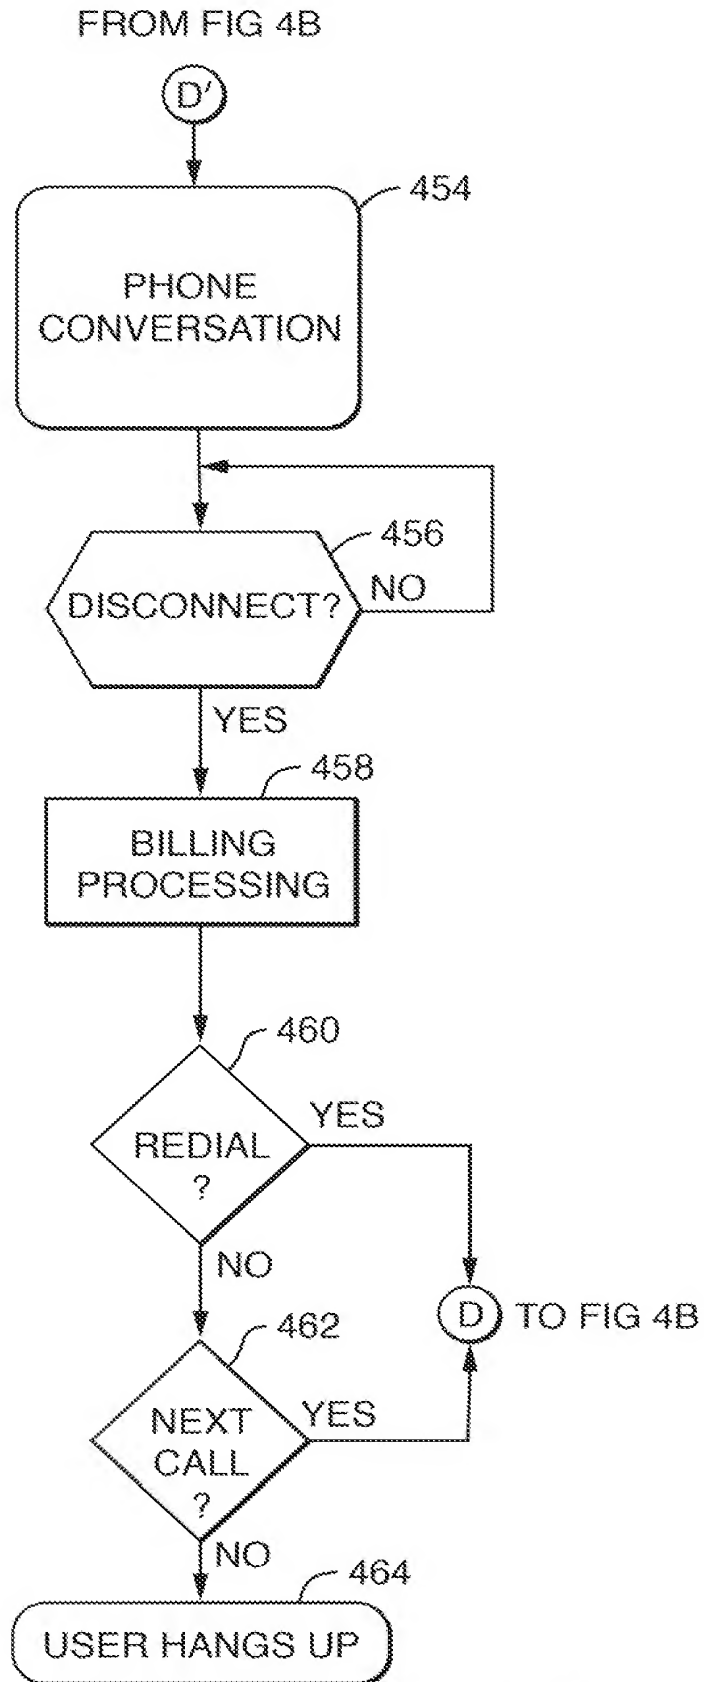 FROM FIG 4B
D'
454
PHONE
CONVERSATION
456
DISCONNECT?
NO
YES
458
BILLING
PROCESSING
460
YES
REDIAL
?
NO
D TO FIG 4B
462
YES
NEXT
CALL
?
NO
464
USER HANGS UP